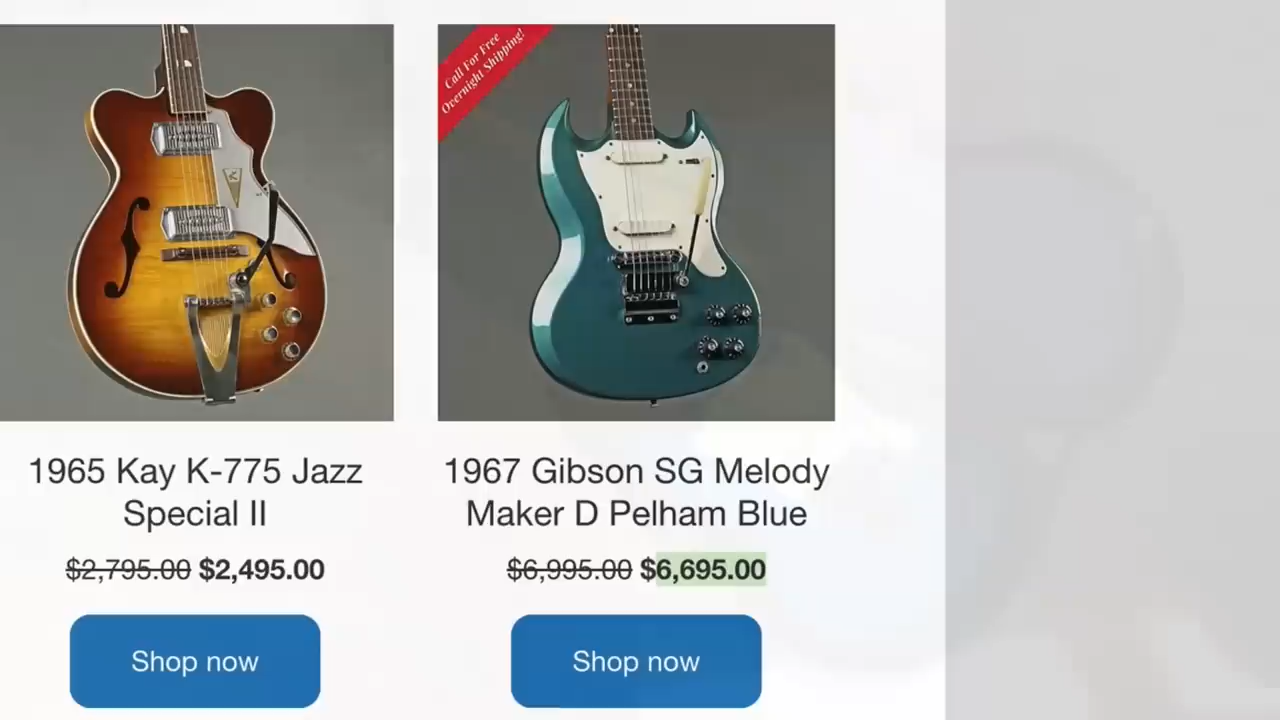 Call For Free
Overnight Shipping!
1965 Kay K-775 Jazz
Special II
$2,795.00 $2,495.00
Shop now
1967 Gibson SG Melody
Maker D Pelham Blue
$6,995.00 $6,695.00
Shop now